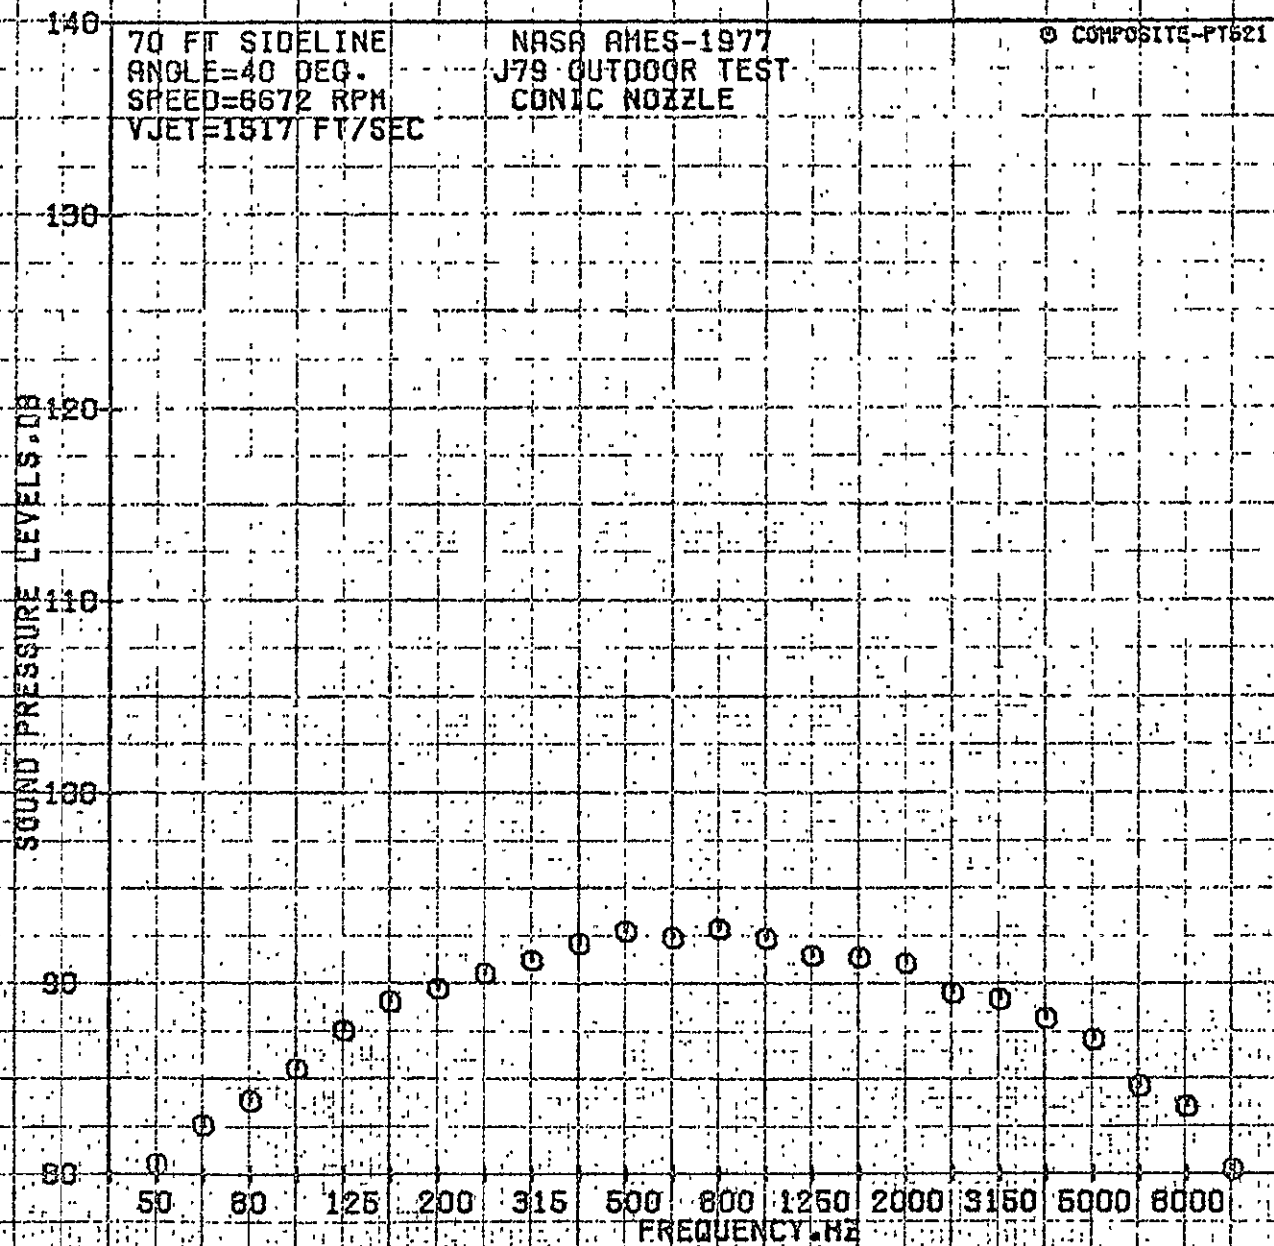 140
70 FT SIDELINE
ANGLE=40 DEG.
SPEED=6672 RPM
VJET=1517 FT/SEC
NASA AMES-1977
J79 OUTDOOR TEST
CONIC NOZZLE
COMPOSITE-PT621
130
120
110
100
90
80
SOUND PRESSURE LEVELS,DB
50 80 125 200 315 500 800 1250 2000 3150 5000 8000
FREQUENCY,HZ